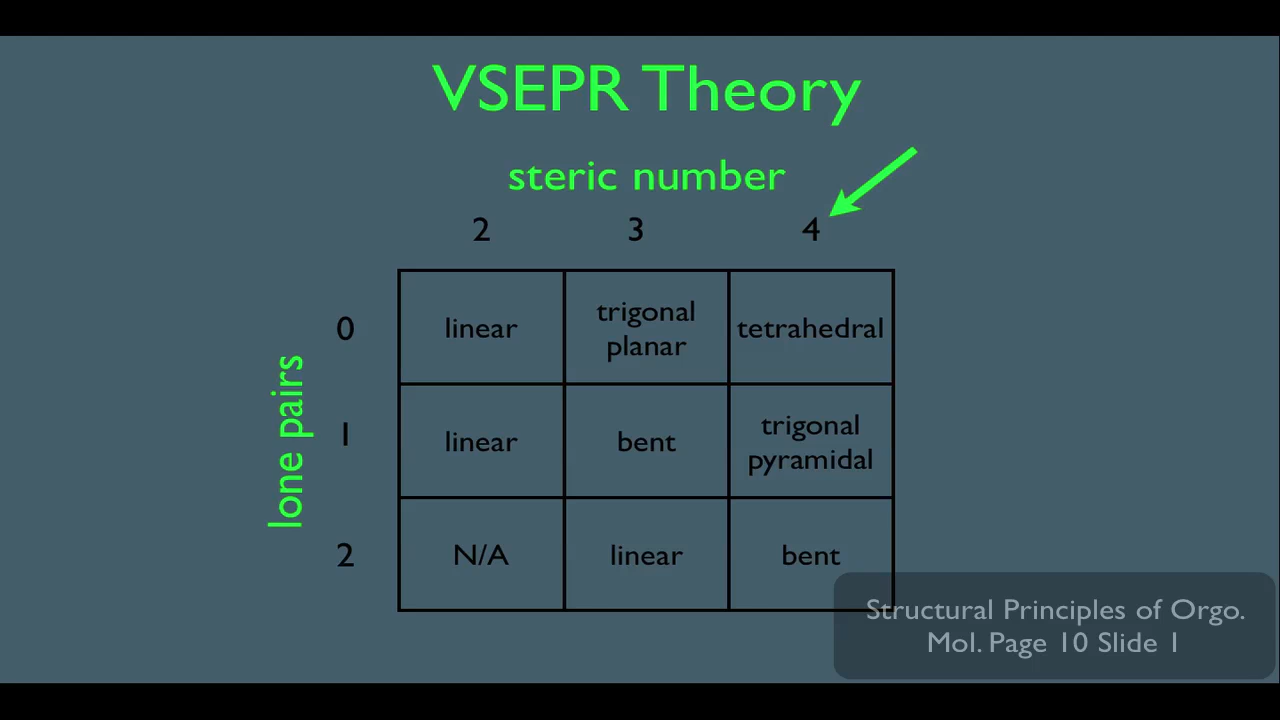 VSEPR Theory
steric number
2 3 4
lone pairs
0 linear trigonal planar tetrahedral
1 linear bent trigonal pyramidal
2 N/A linear bent
Structural Principles of Orgo.
Mol. Page 10 Slide 1